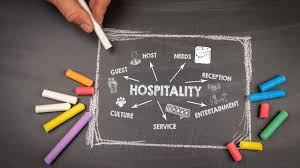 HOST
NEEDS
GUEST
RECEPTION
HOSPITALITY
CULTURE
ENTERTAINMENT
SERVICE